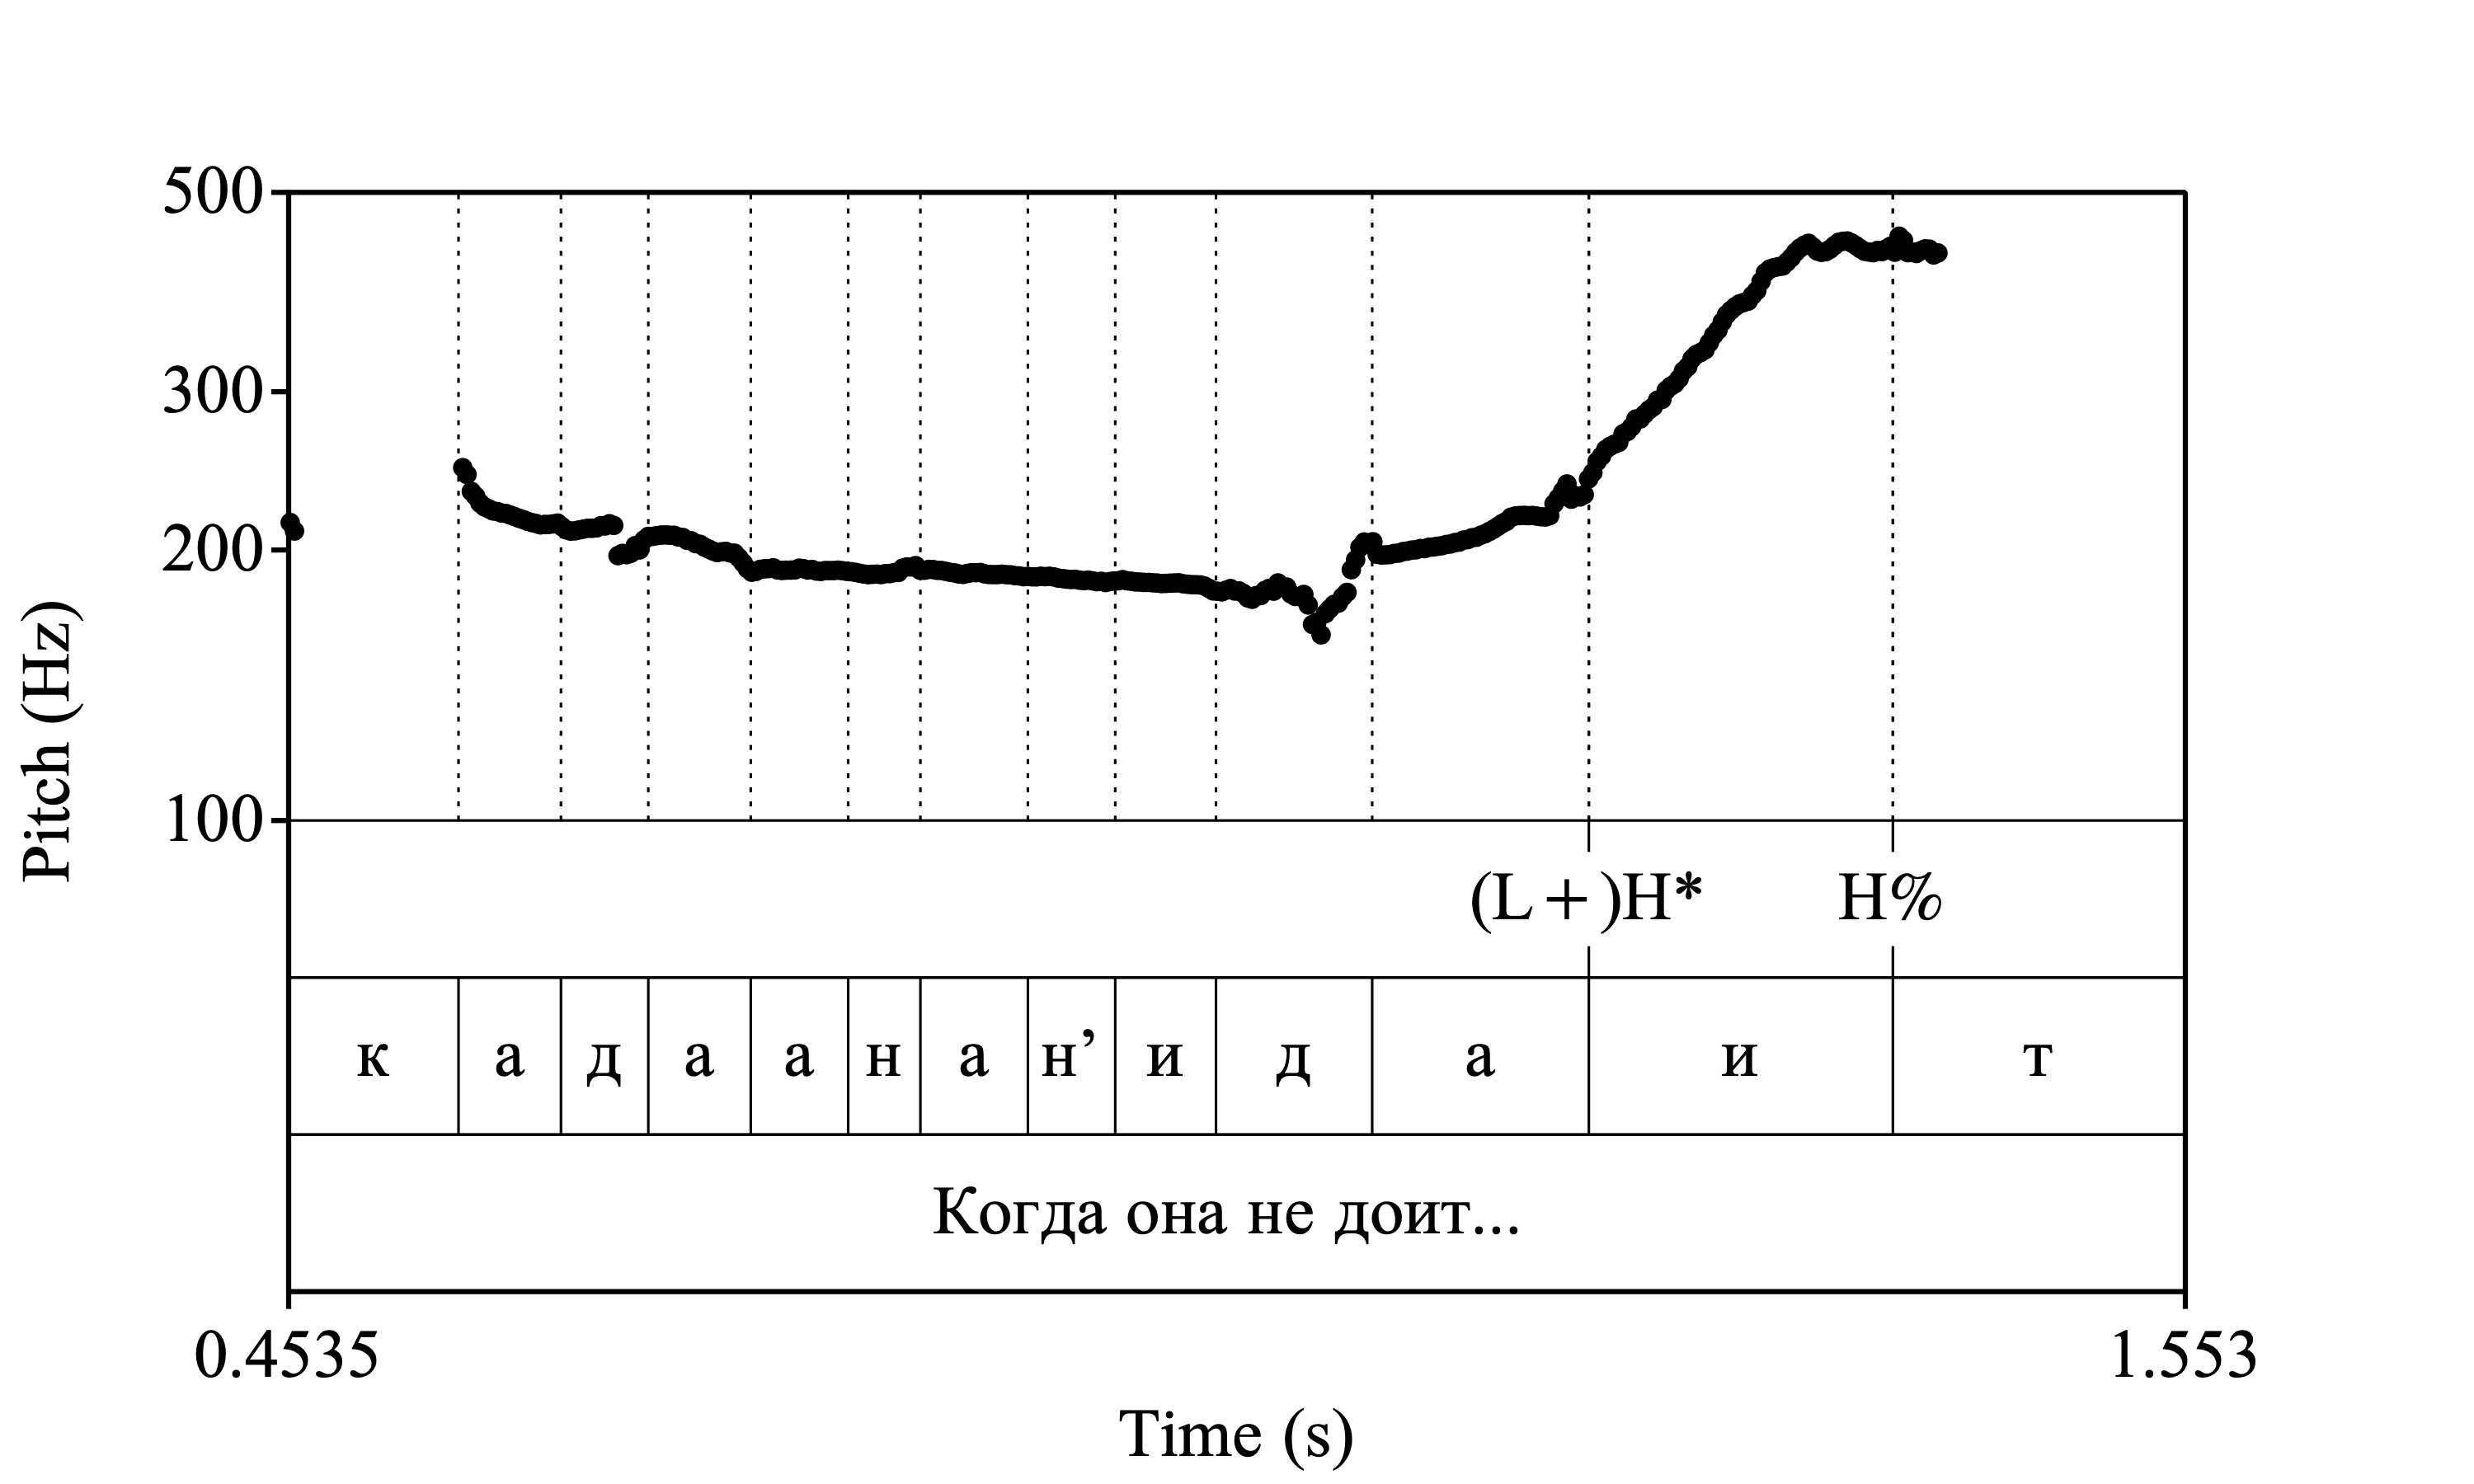 500
300
200
100
Pitch (Hz)
(L+)H* H%
к а д а а н а н’ и д а и т
Когда она не доит...
0.4535 1.553
Time (s)